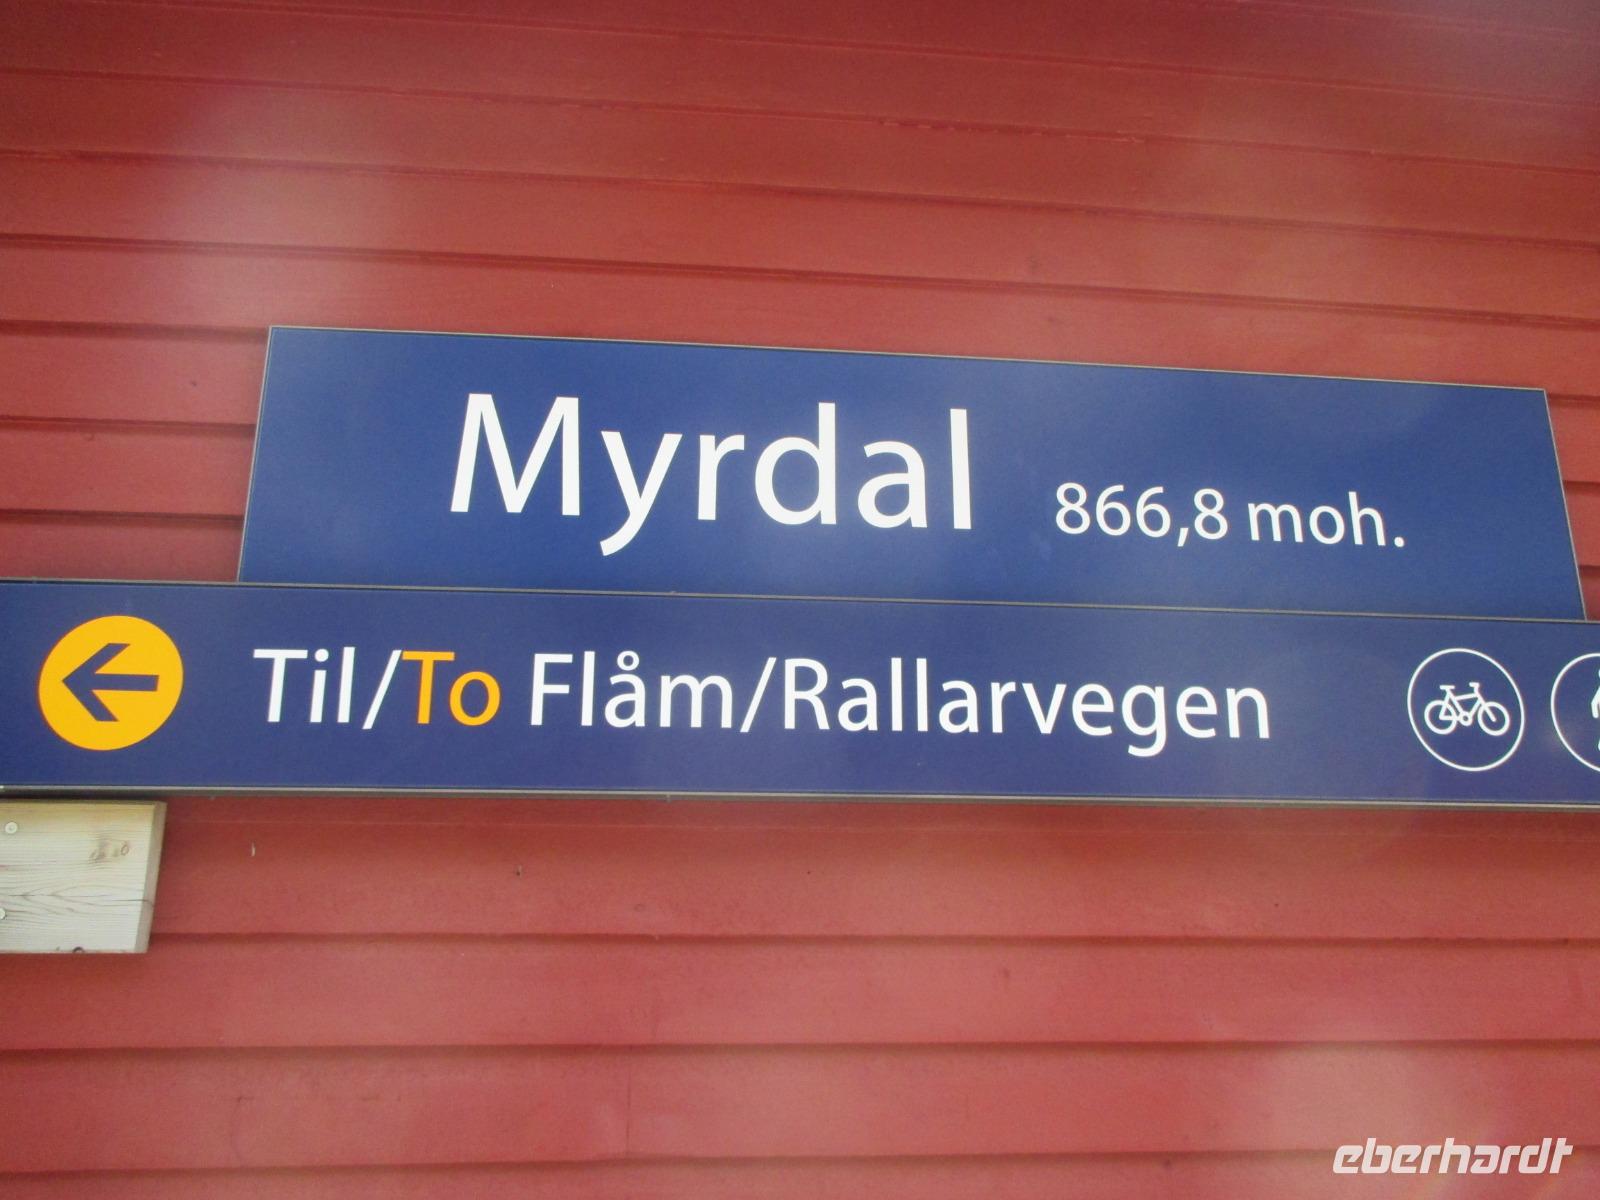 Myrdal 866,8 moh.
Til/To Flåm/Rallarvegen
eberhardt